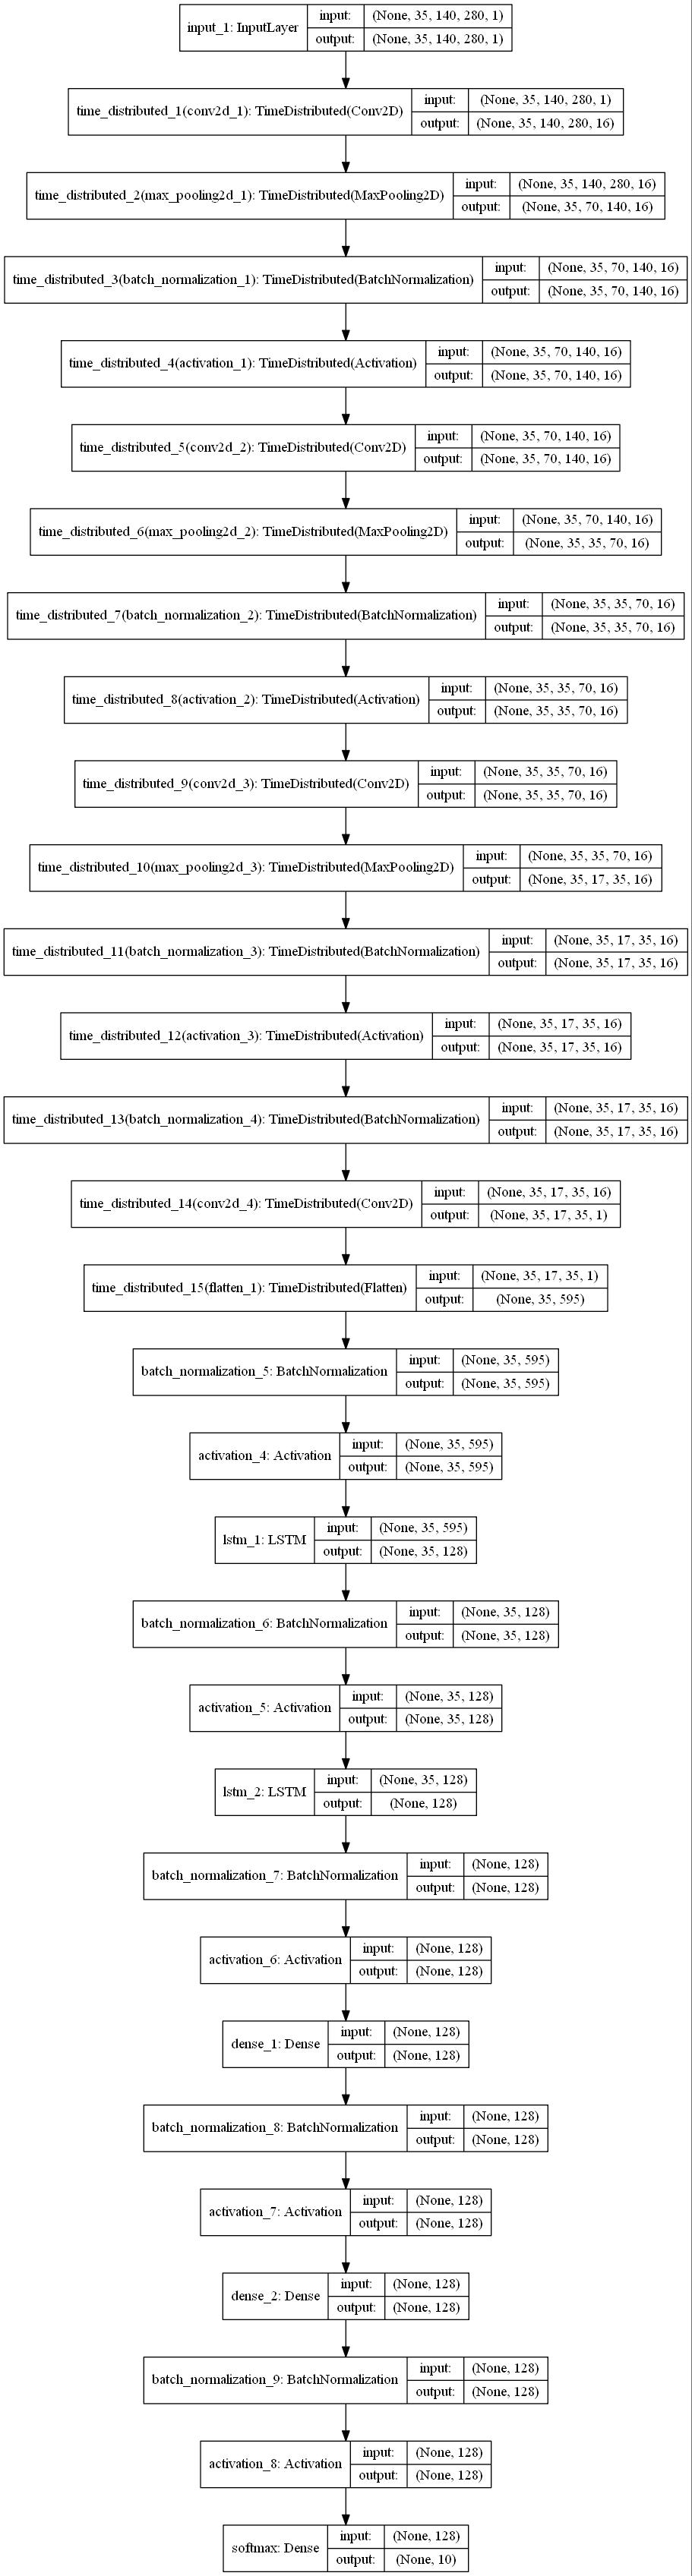 input_1: InputLayer
input: (None, 35, 140, 280, 1)
output: (None, 35, 140, 280, 1)
time_distributed_1(conv2d_1): TimeDistributed(Conv2D)
input: (None, 35, 140, 280, 1)
output: (None, 35, 140, 280, 16)
time_distributed_2(max_pooling2d_1): TimeDistributed(MaxPooling2D)
input: (None, 35, 140, 280, 16)
output: (None, 35, 70, 140, 16)
time_distributed_3(batch_normalization_1): TimeDistributed(BatchNormalization)
input: (None, 35, 70, 140, 16)
output: (None, 35, 70, 140, 16)
time_distributed_4(activation_1): TimeDistributed(Activation)
input: (None, 35, 70, 140, 16)
output: (None, 35, 70, 140, 16)
time_distributed_5(conv2d_2): TimeDistributed(Conv2D)
input: (None, 35, 70, 140, 16)
output: (None, 35, 70, 140, 16)
time_distributed_6(max_pooling2d_2): TimeDistributed(MaxPooling2D)
input: (None, 35, 70, 140, 16)
output: (None, 35, 35, 70, 16)
time_distributed_7(batch_normalization_2): TimeDistributed(BatchNormalization)
input: (None, 35, 35, 70, 16)
output: (None, 35, 35, 70, 16)
time_distributed_8(activation_2): TimeDistributed(Activation)
input: (None, 35, 35, 70, 16)
output: (None, 35, 35, 70, 16)
time_distributed_9(conv2d_3): TimeDistributed(Conv2D)
input: (None, 35, 35, 70, 16)
output: (None, 35, 35, 70, 16)
time_distributed_10(max_pooling2d_3): TimeDistributed(MaxPooling2D)
input: (None, 35, 35, 70, 16)
output: (None, 35, 17, 35, 16)
time_distributed_11(batch_normalization_3): TimeDistributed(BatchNormalization)
input: (None, 35, 17, 35, 16)
output: (None, 35, 17, 35, 16)
time_distributed_12(activation_3): TimeDistributed(Activation)
input: (None, 35, 17, 35, 16)
output: (None, 35, 17, 35, 16)
time_distributed_13(batch_normalization_4): TimeDistributed(BatchNormalization)
input: (None, 35, 17, 35, 16)
output: (None, 35, 17, 35, 16)
time_distributed_14(conv2d_4): TimeDistributed(Conv2D)
input: (None, 35, 17, 35, 16)
output: (None, 35, 17, 35, 1)
time_distributed_15(flatten_1): TimeDistributed(Flatten)
input: (None, 35, 17, 35, 1)
output: (None, 35, 595)
batch_normalization_5: BatchNormalization
input: (None, 35, 595)
output: (None, 35, 595)
activation_4: Activation
input: (None, 35, 595)
output: (None, 35, 595)
lstm_1: LSTM
input: (None, 35, 595)
output: (None, 35, 128)
batch_normalization_6: BatchNormalization
input: (None, 35, 128)
output: (None, 35, 128)
activation_5: Activation
input: (None, 35, 128)
output: (None, 35, 128)
lstm_2: LSTM
input: (None, 35, 128)
output: (None, 128)
batch_normalization_7: BatchNormalization
input: (None, 128)
output: (None, 128)
activation_6: Activation
input: (None, 128)
output: (None, 128)
dense_1: Dense
input: (None, 128)
output: (None, 128)
batch_normalization_8: BatchNormalization
input: (None, 128)
output: (None, 128)
activation_7: Activation
input: (None, 128)
output: (None, 128)
dense_2: Dense
input: (None, 128)
output: (None, 128)
batch_normalization_9: BatchNormalization
input: (None, 128)
output: (None, 128)
activation_8: Activation
input: (None, 128)
output: (None, 128)
softmax: Dense
input: (None, 128)
output: (None, 10)